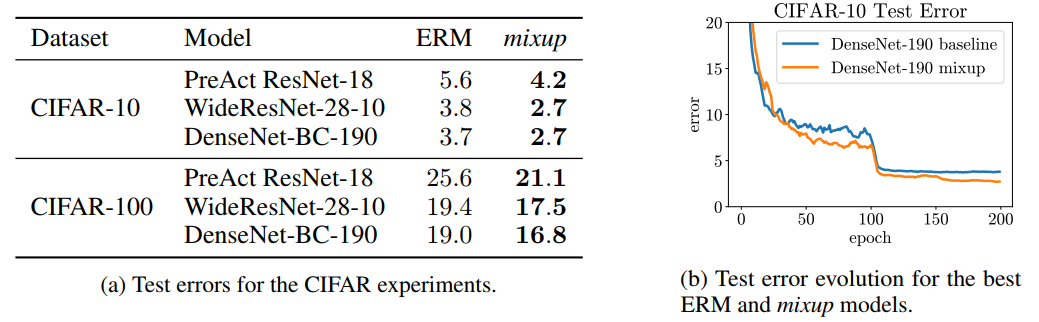 Dataset Model ERM mixup
CIFAR-10
PreAct ResNet-18 5.6 4.2
WideResNet-28-10 3.8 2.7
DenseNet-BC-190 3.7 2.7
CIFAR-100
PreAct ResNet-18 25.6 21.1
WideResNet-28-10 19.4 17.5
DenseNet-BC-190 19.0 16.8
(a) Test errors for the CIFAR experiments.
CIFAR-10 Test Error
DenseNet-190 baseline
DenseNet-190 mixup
error
20
15
10
5
0
0 50 100 150 200
epoch
(b) Test error evolution for the best
ERM and mixup models.